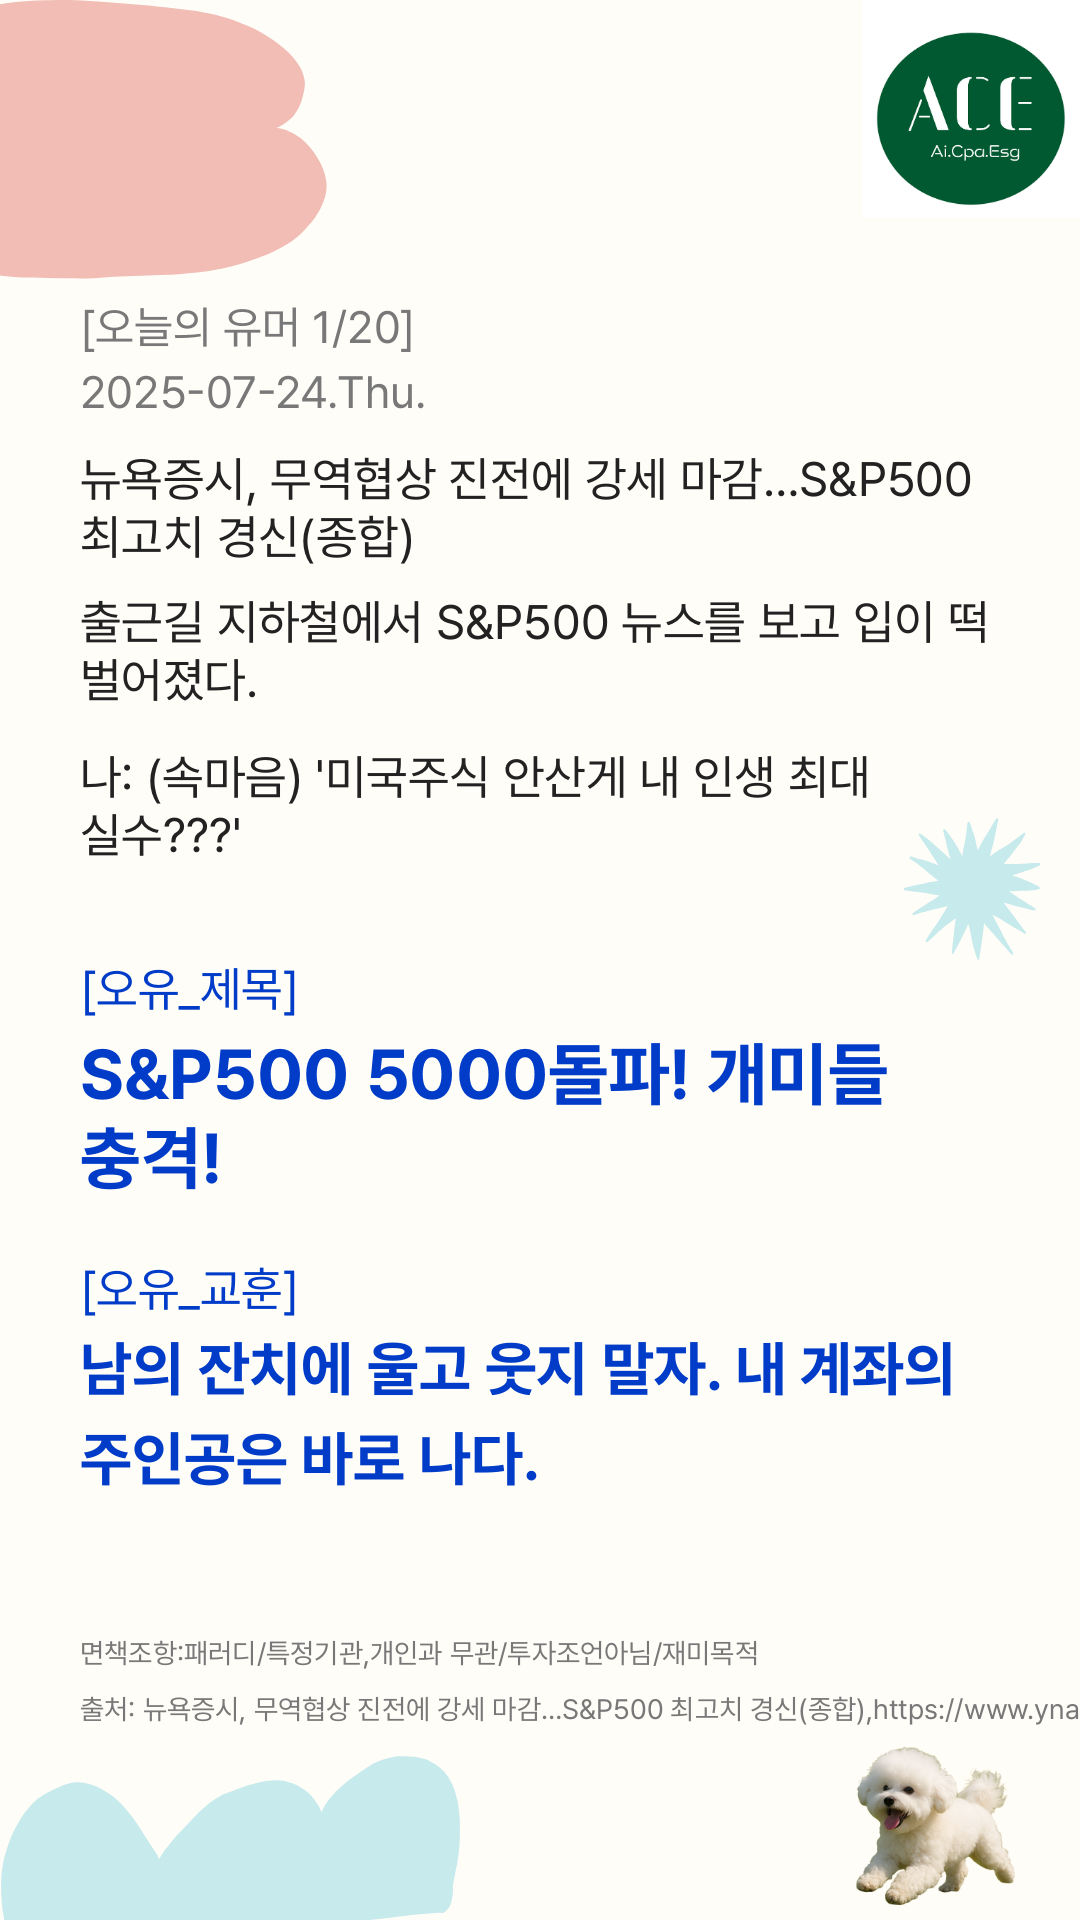 ACE
Ai.Cpa.Esg
[오늘의 유머 1/20]
2025-07-24.Thu.
뉴욕증시, 무역협상 진전에 강세 마감...S&P500
최고치 경신(종합)
출근길 지하철에서 S&P500 뉴스를 보고 입이 떡
벌어졌다.
나: (속마음) '미국주식 안산게 내 인생 최대
실수???'
[오유_제목]
S&P500 5000돌파! 개미들
충격!
[오유_교훈]
남의 잔치에 울고 웃지 말자. 내 계좌의
주인공은 바로 나다.
면책조항:패러디/특정기관,개인과 무관/투자조언아님/재미목적
출처: 뉴욕증시, 무역협상 진전에 강세 마감...S&P500 최고치 경신(종합),https://www.yna